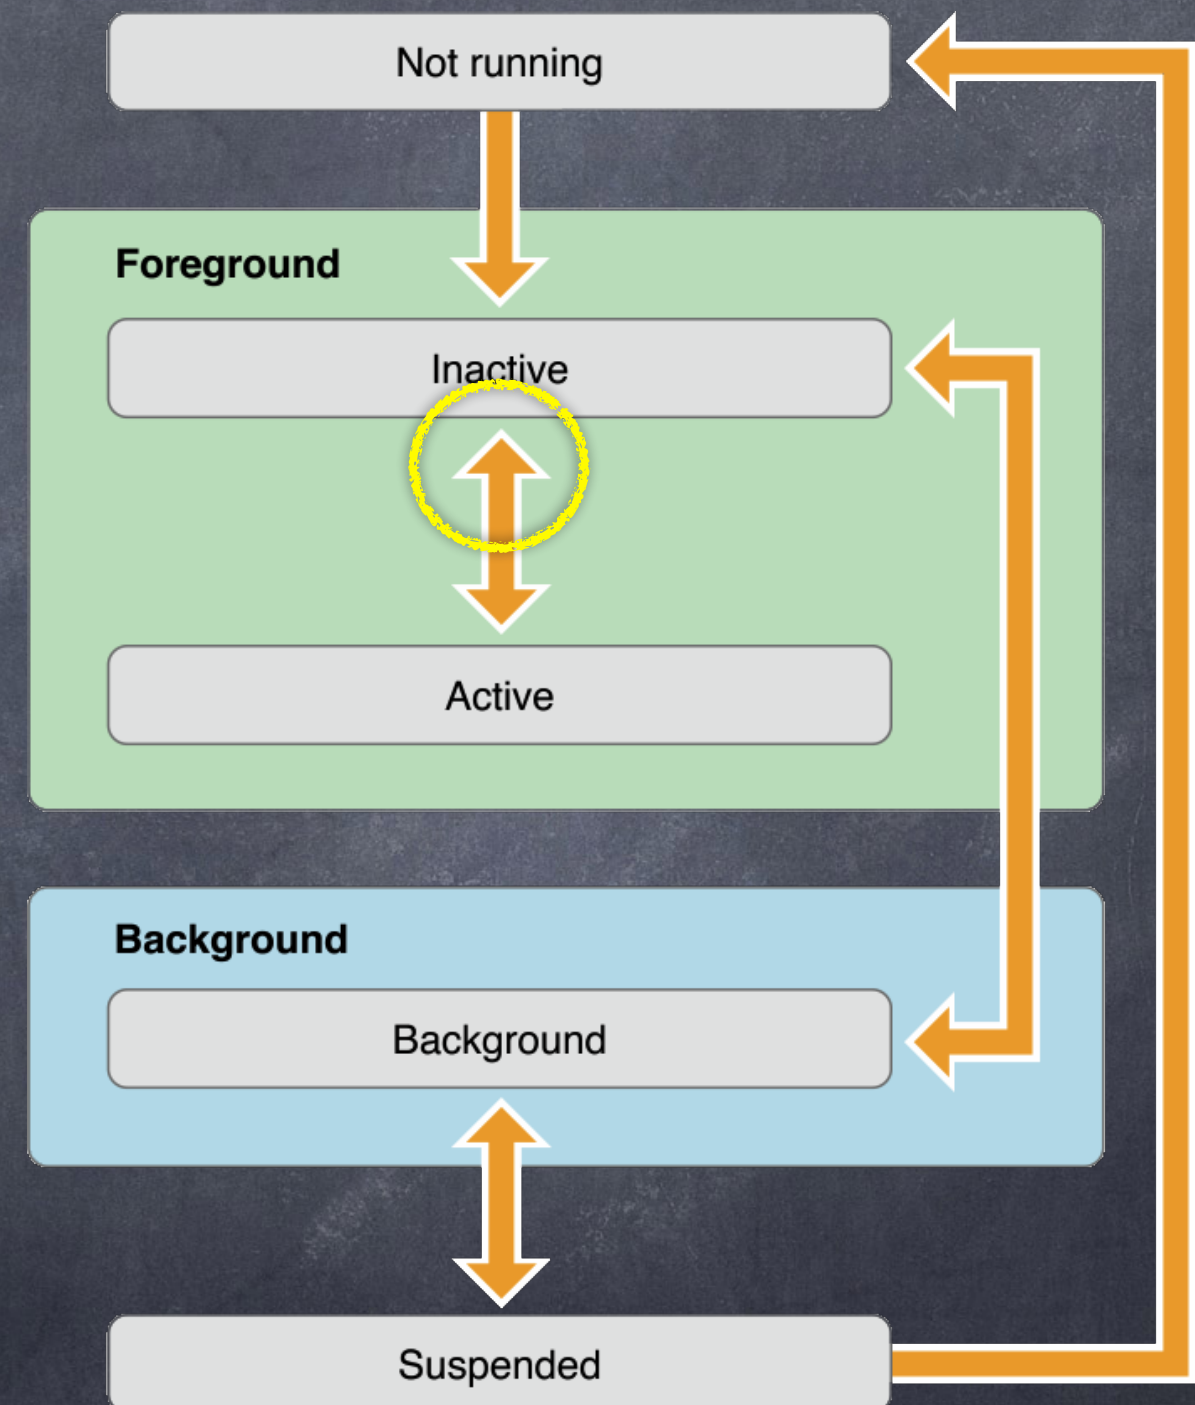 Not running
Foreground
Inactive
Active
Background
Background
Suspended